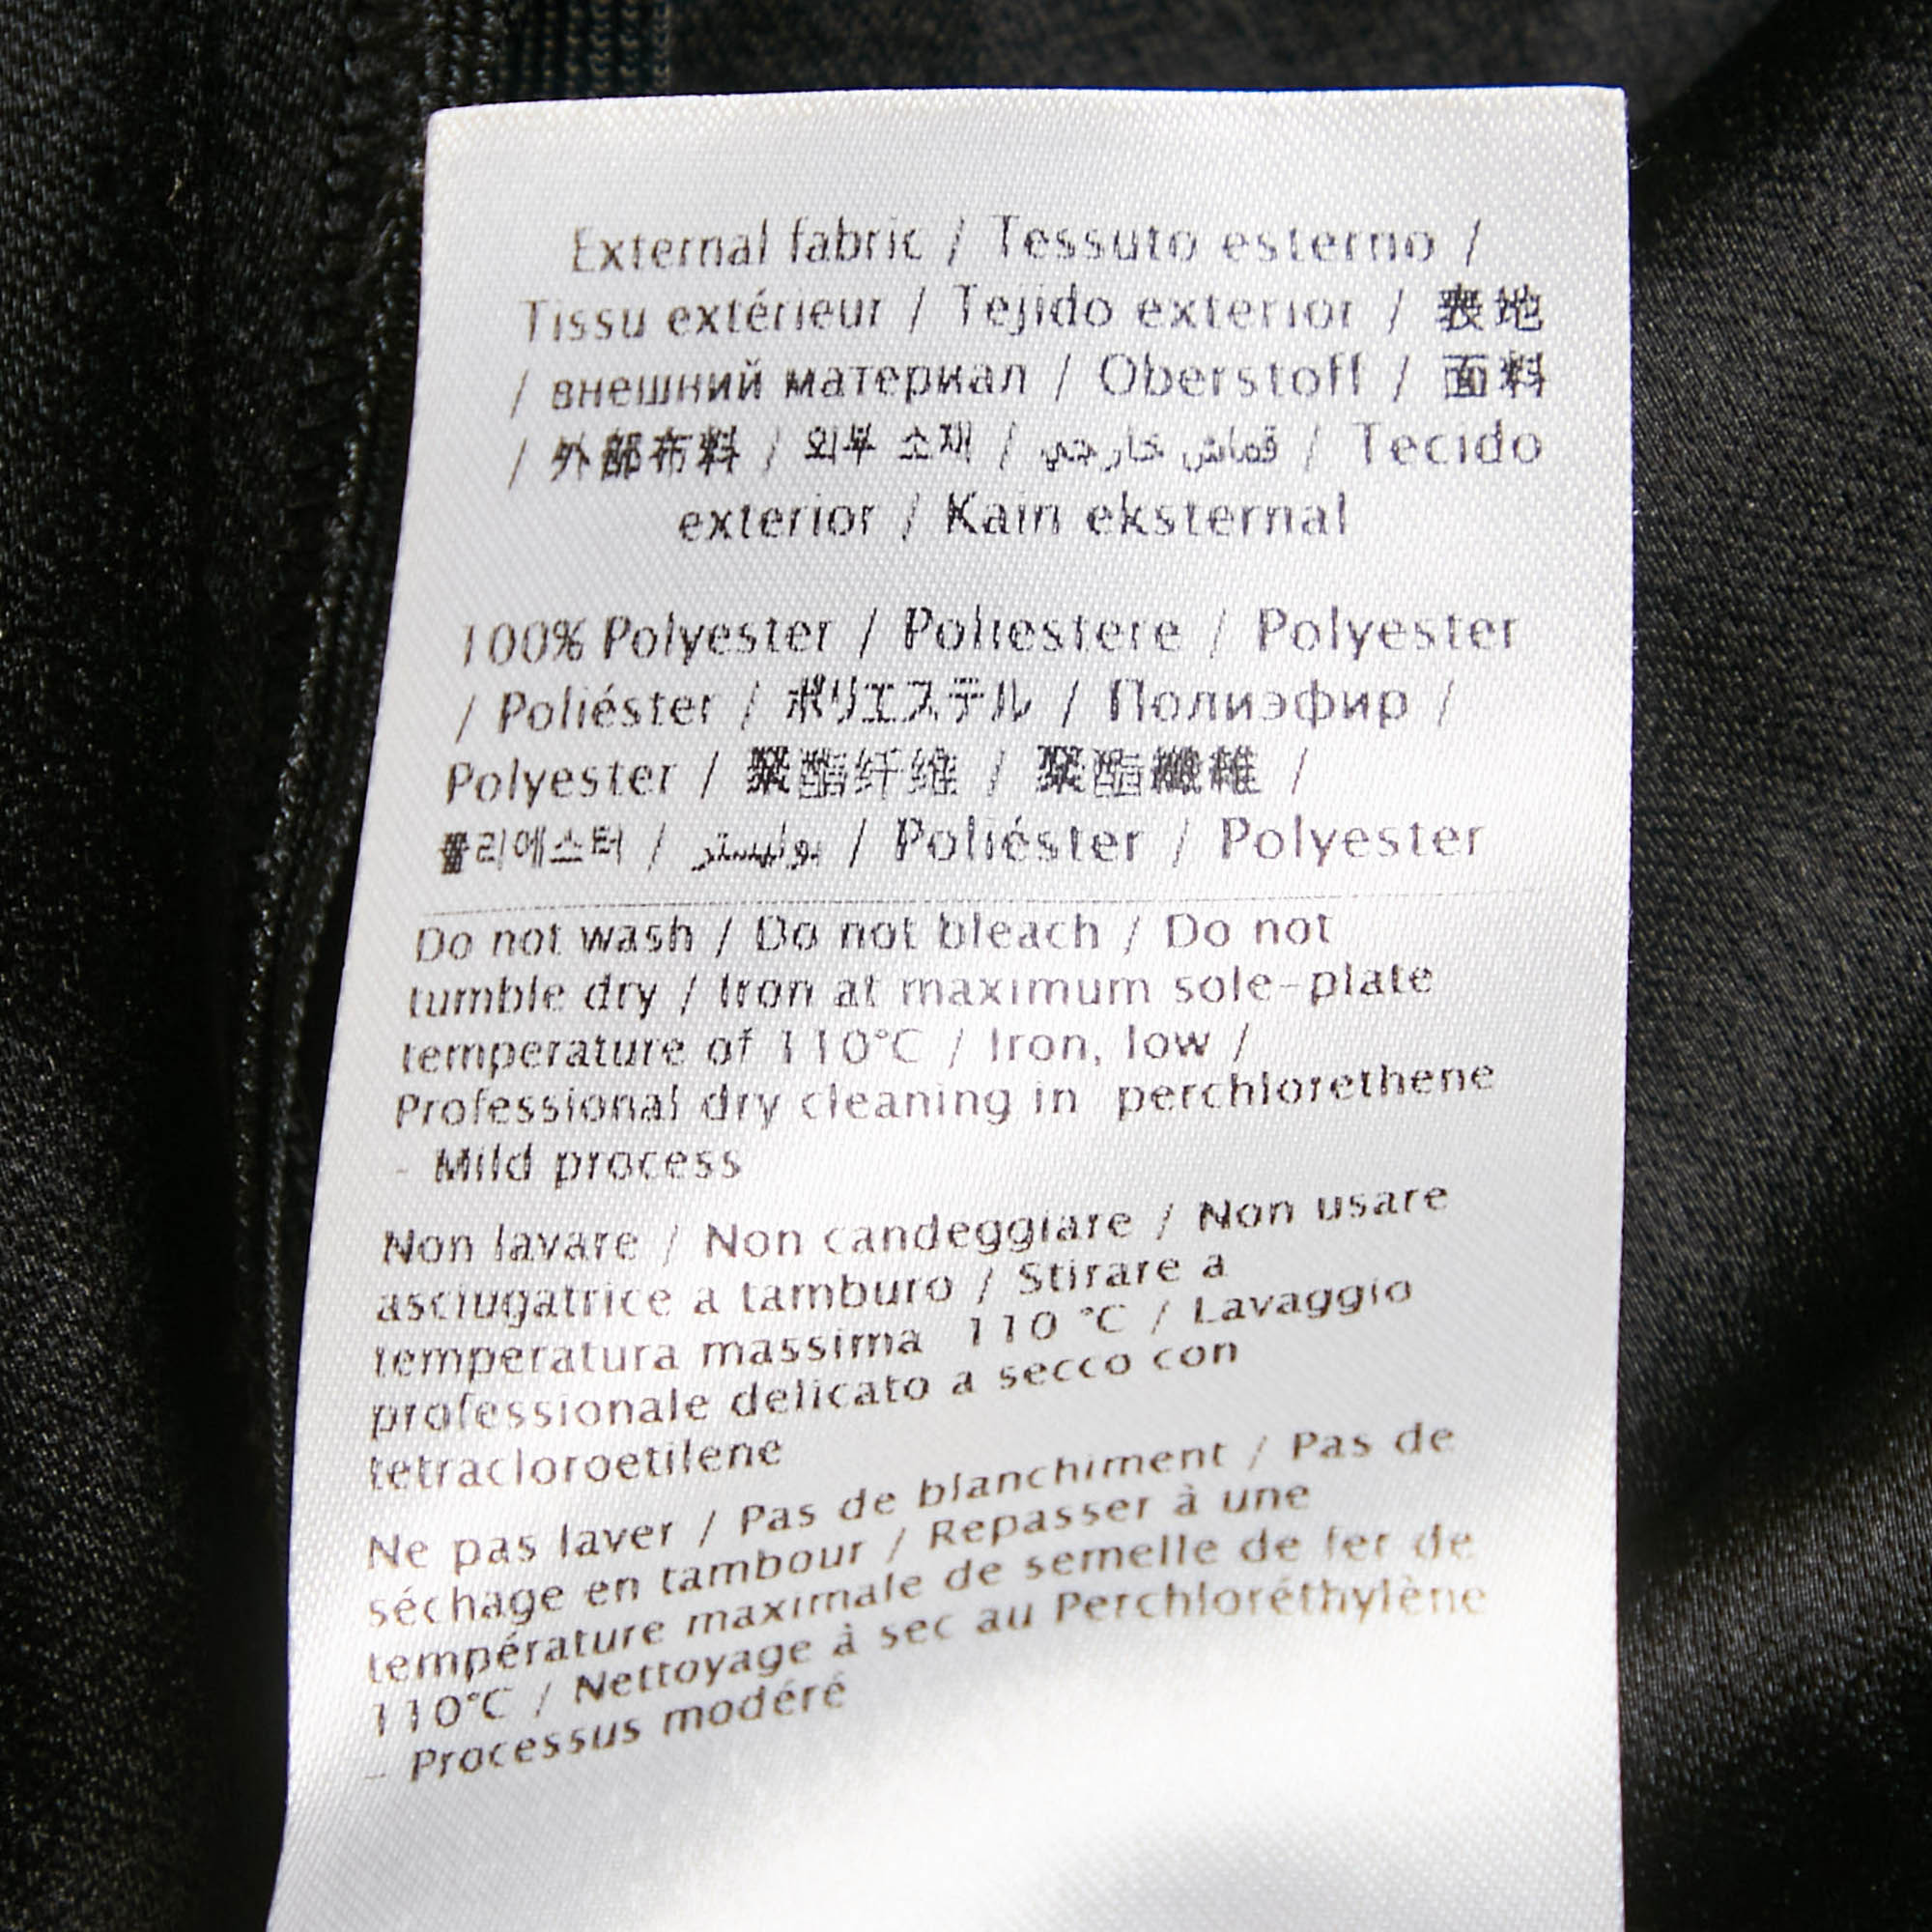 External fabric / Tessuto esterno /
Tissu extérieur / Tejido exterior / 表地
/ внешний материал / Oberstoff / 面料
/ 外部布料 / 외부 소재 / قماش خارجي / Tecido
exterior / Kain eksternal
100% Polyester / Poliestere / Polyester
/ Poliéster / ポリエステル / Полиэфир /
Polyester / 聚酯纤维 / 聚酯纖維 /
폴리에스터 / بوليستر / Poliéster / Polyester
Do not wash / Do not bleach / Do not
tumble dry / Iron at maximum sole-plate
temperature of 110°C / Iron, low /
Professional dry cleaning in perchlorethene
- Mild process
Non lavare / Non candeggiare / Non usare
asciugatrice a tamburo / Stirare a
temperatura massima 110 °C / Lavaggio
professionale delicato a secco con
tetracloroetilene
Ne pas laver / Pas de blanchiment / Pas de
séchage en tambour / Repasser à une
température maximale de semelle de fer de
110°C / Nettoyage à sec au Perchloréthylène
- Processus modéré